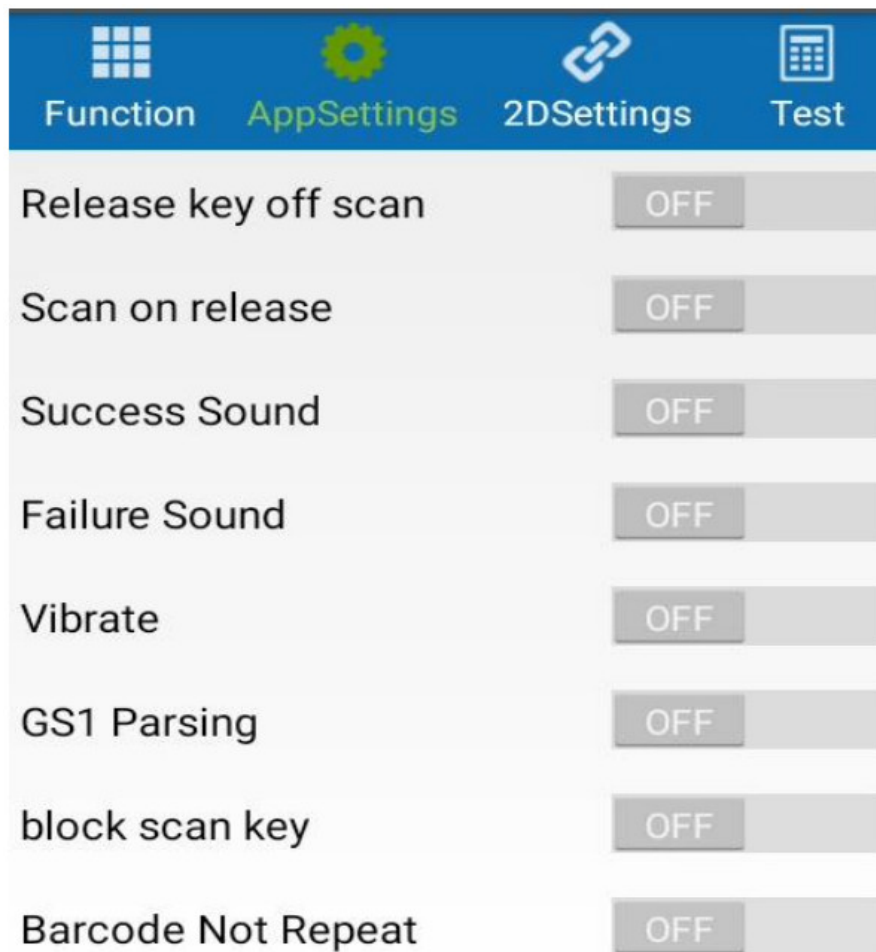 Function AppSettings 2DSettings Test
Release key off scan OFF
Scan on release OFF
Success Sound OFF
Failure Sound OFF
Vibrate OFF
GS1 Parsing OFF
block scan key OFF
Barcode Not Repeat OFF